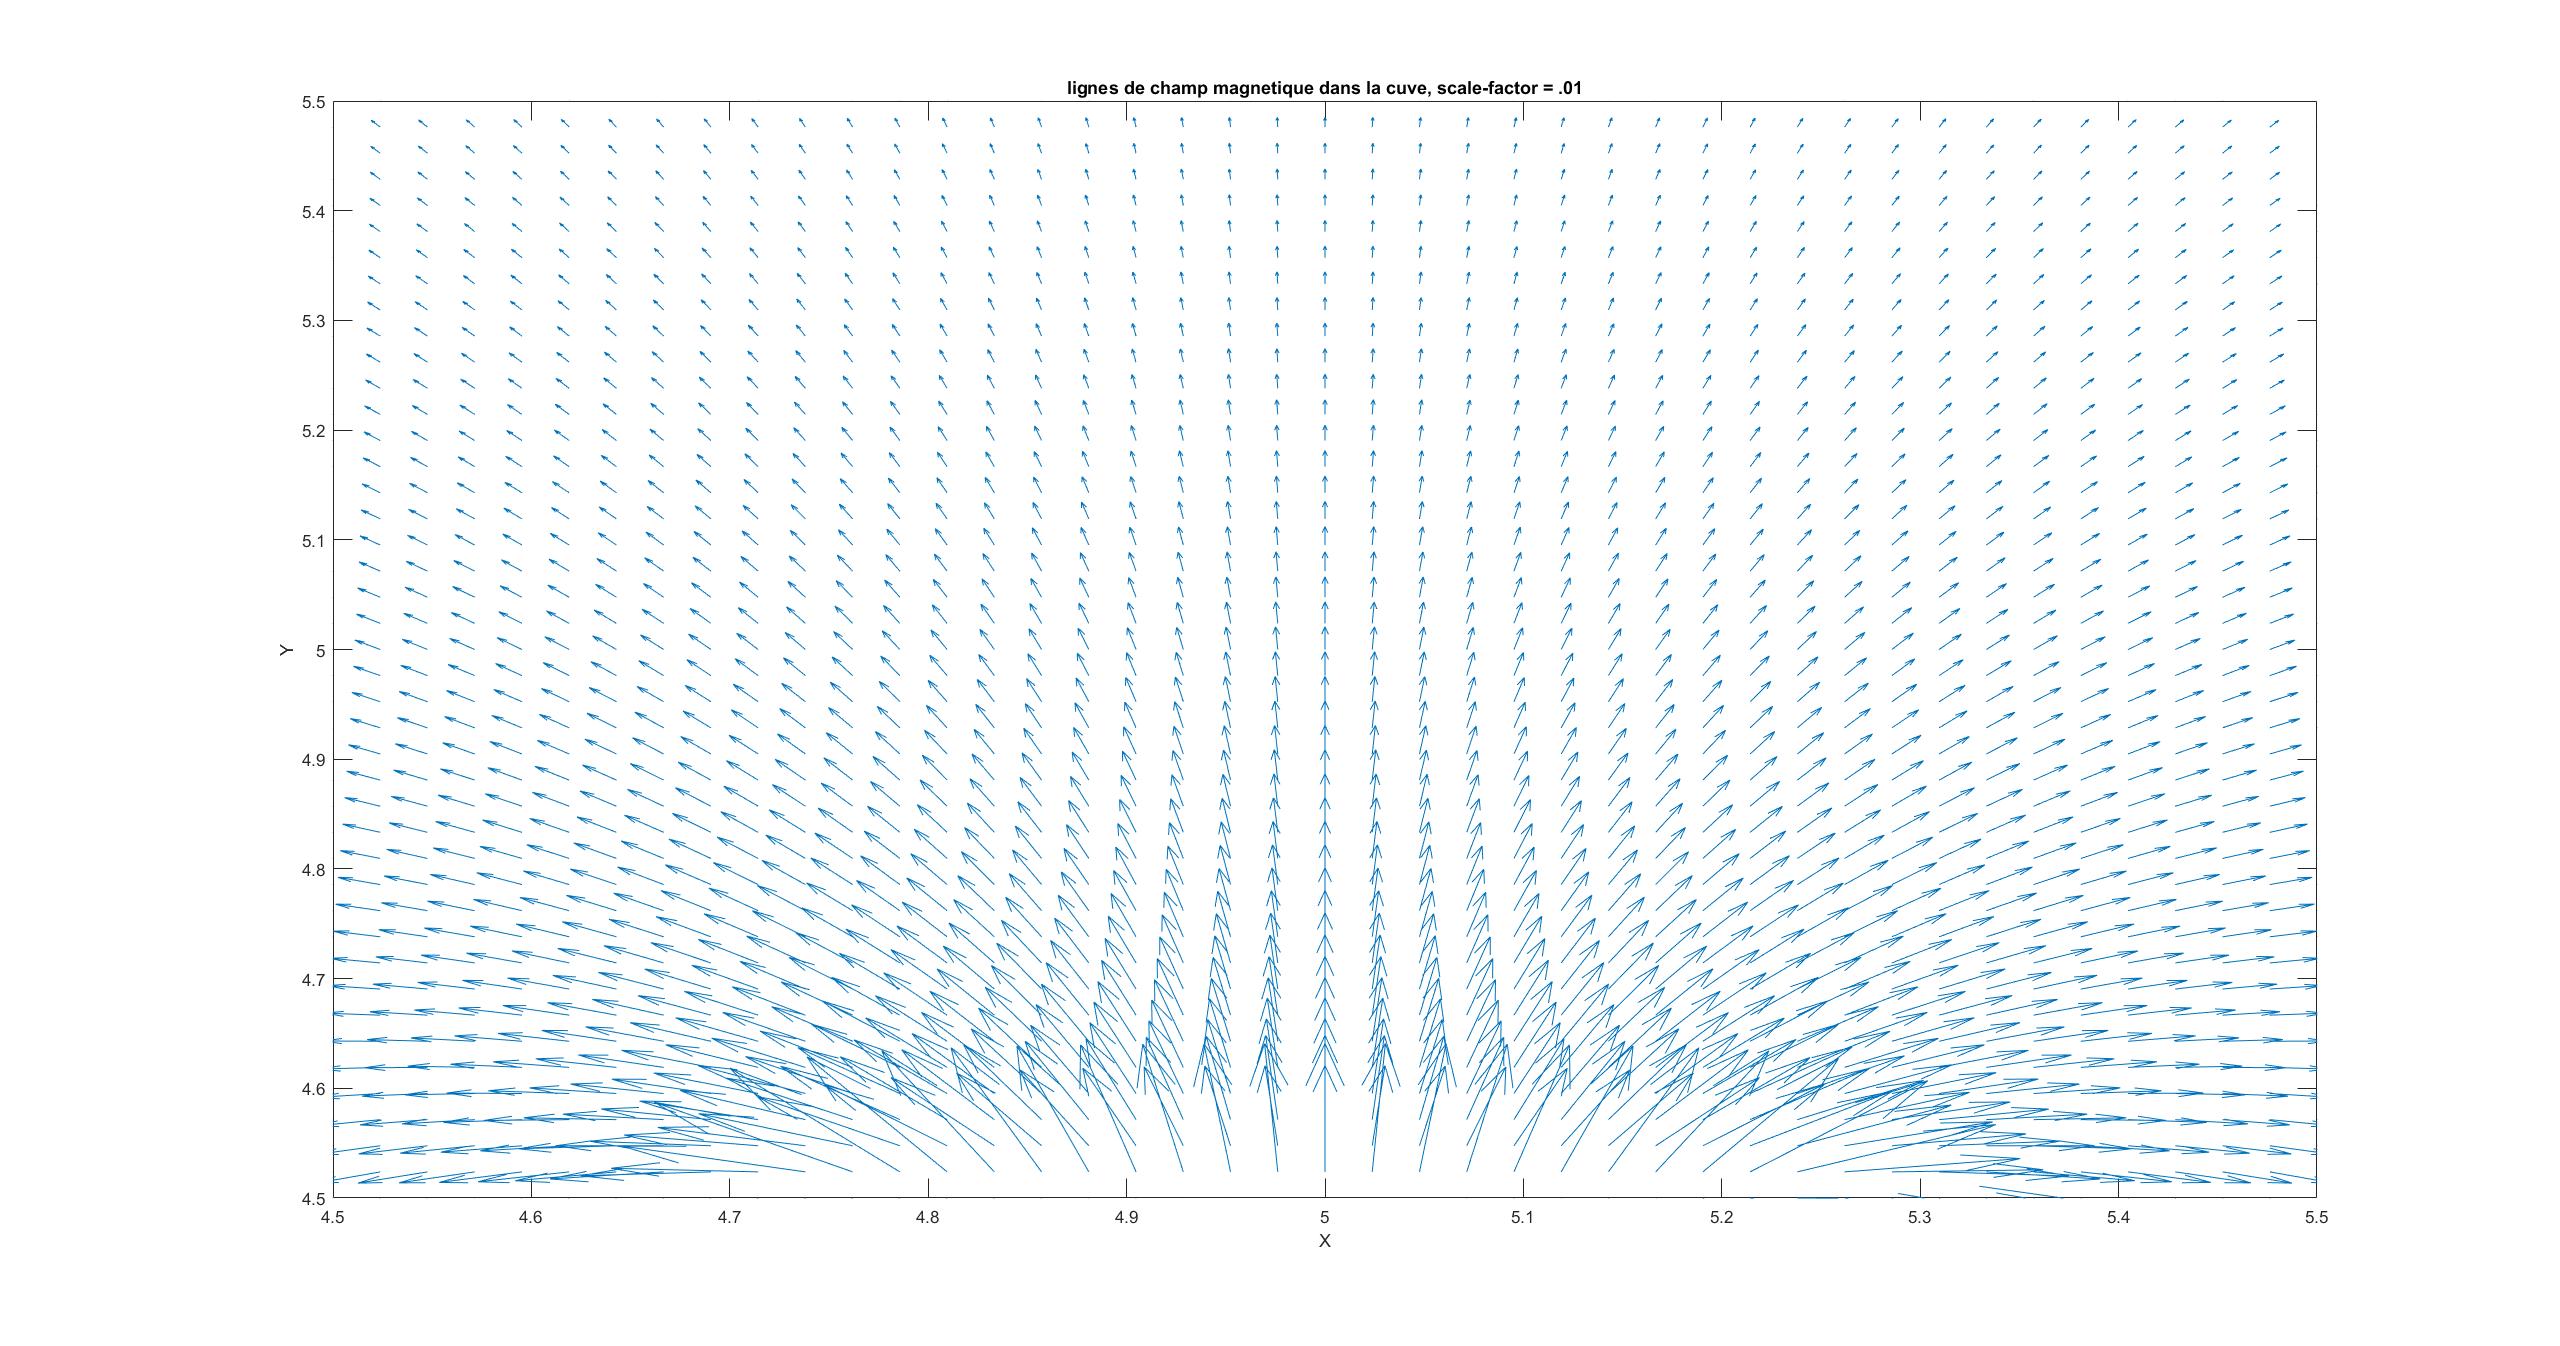 lignes de champ magnetique dans la cuve, scale-factor = .01
5.5
5.4
5.3
5.2
5.1
Y
5
4.9
4.8
4.7
4.6
4.5
4.5 4.6 4.7 4.8 4.9 5 5.1 5.2 5.3 5.4 5.5
X